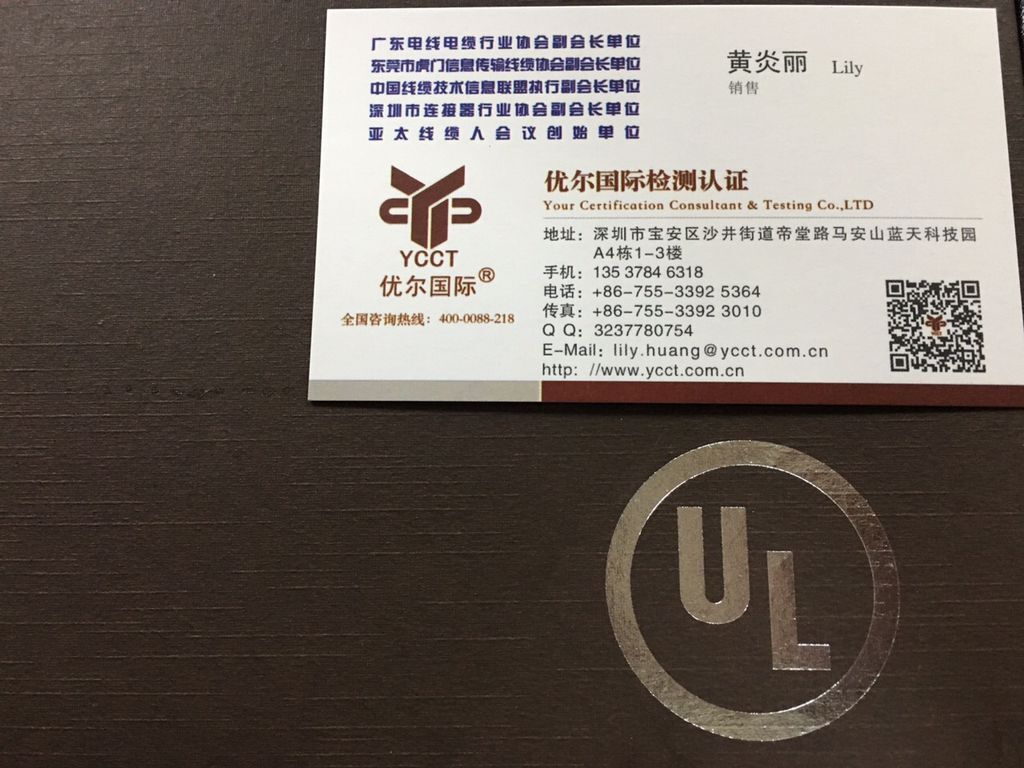 广东电线电缆行业协会副会长单位
东莞市虎门信息传输线缆协会副会长单位
中国线缆技术信息联盟执行副会长单位
深圳市连接器行业协会副会长单位
亚太线缆人会议创始单位
黄炎丽 Lily
销售
YCCT
优尔国际®
全国咨询热线：400-0088-218
优尔国际检测认证
Your Certification Consultant & Testing Co.,LTD
地址：深圳市宝安区沙井街道帝堂路马安山蓝天科技园
A4栋1-3楼
手机：135 3784 6318
电话：+86-755-3392 5364
传真：+86-755-3392 3010
Q Q：3237780754
E-Mail：lily.huang@ycct.com.cn
http: //www.ycct.com.cn
UL